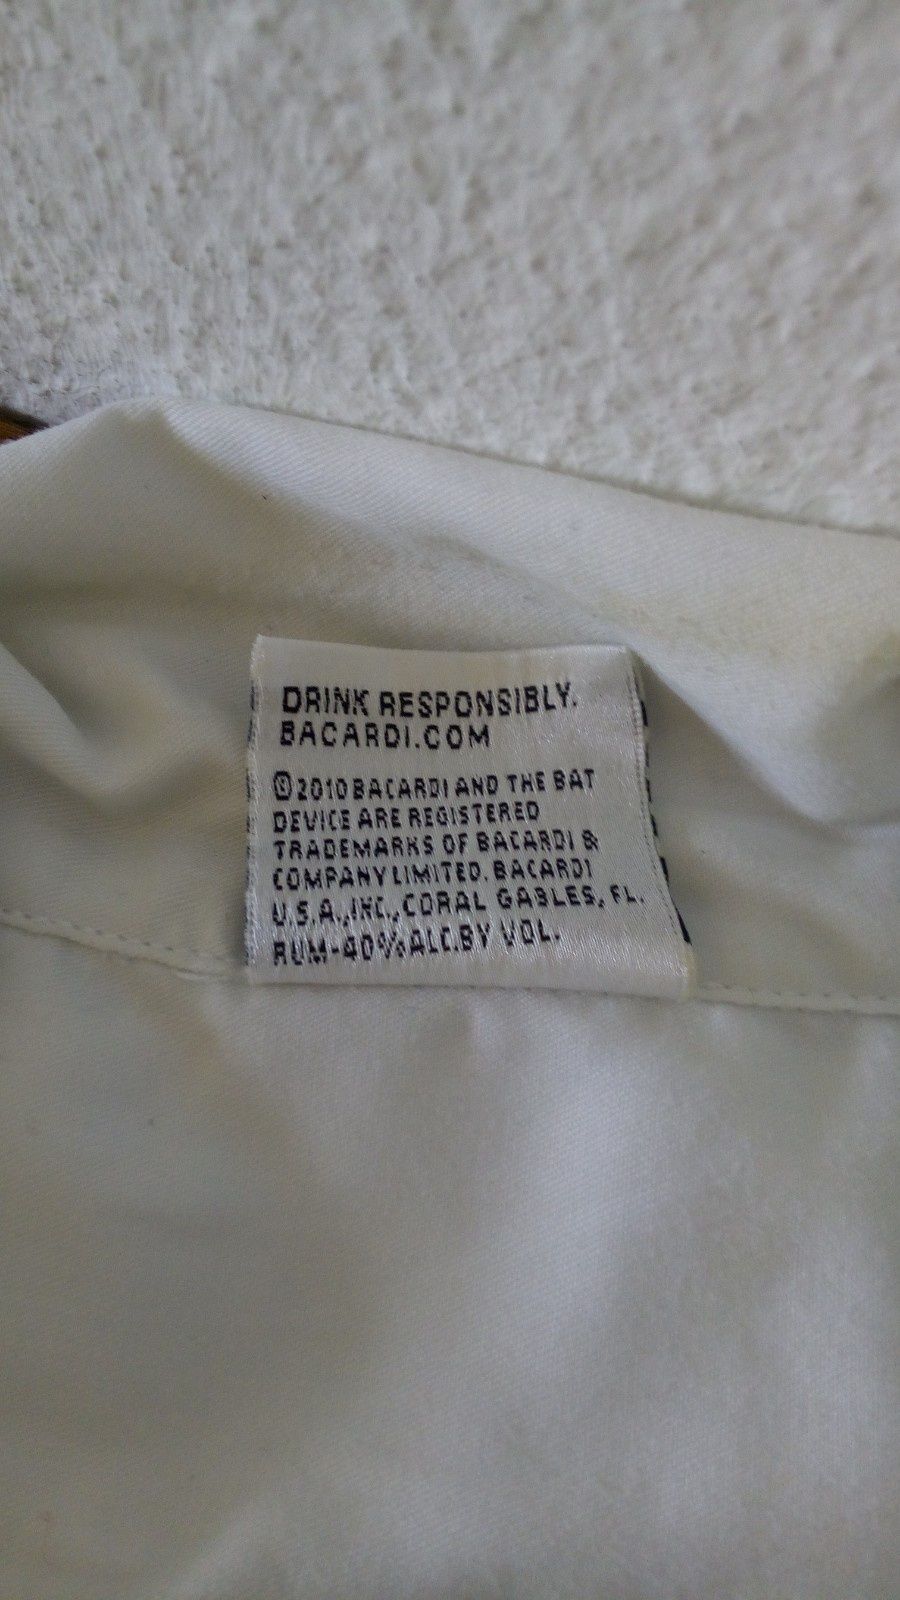 DRINK RESPONSIBLY.
BACARDI.COM
© 2010 BACARDI AND THE BAT
DEVICE ARE REGISTERED
TRADEMARKS OF BACARDI &
COMPANY LIMITED. BACARDI
U.S.A., INC., CORAL GABLES, FL.
RUM-40% ALC. BY VOL.